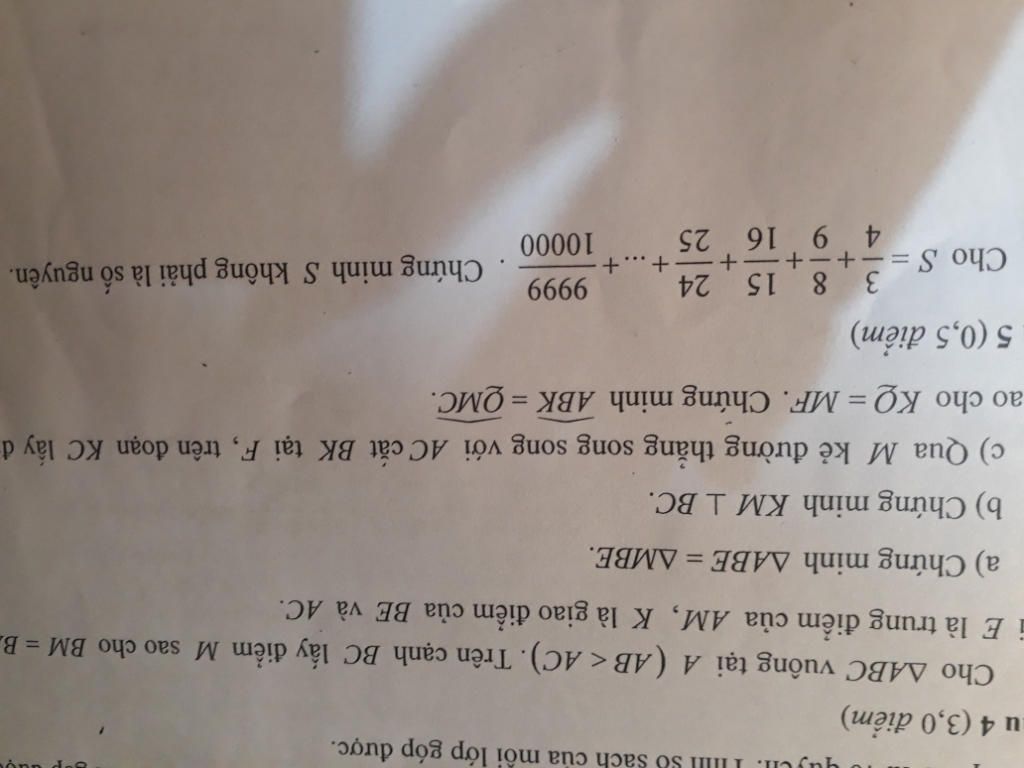 quyển. Tính số sách của mỗi lớp góp được.
u 4 (3,0 điểm)
Cho ΔABC vuông tại A (AB < AC). Trên cạnh BC lấy điểm M sao cho BM = B
i E là trung điểm của AM, K là giao điểm của BE và AC.
a) Chứng minh ΔABE = ΔMBE.
b) Chứng minh KM ⊥ BC.
c) Qua M kẻ đường thẳng song song với AC cắt BK tại F, trên đoạn KC lấy đ
ao cho KQ = MF. Chứng minh \widehat{ABK} = \widehat{QMC}.
5 (0,5 điểm)
Cho S = 3/4 + 8/9 + 15/16 + 24/25 + ... + 9999/10000 . Chứng minh S không phải là số nguyên.